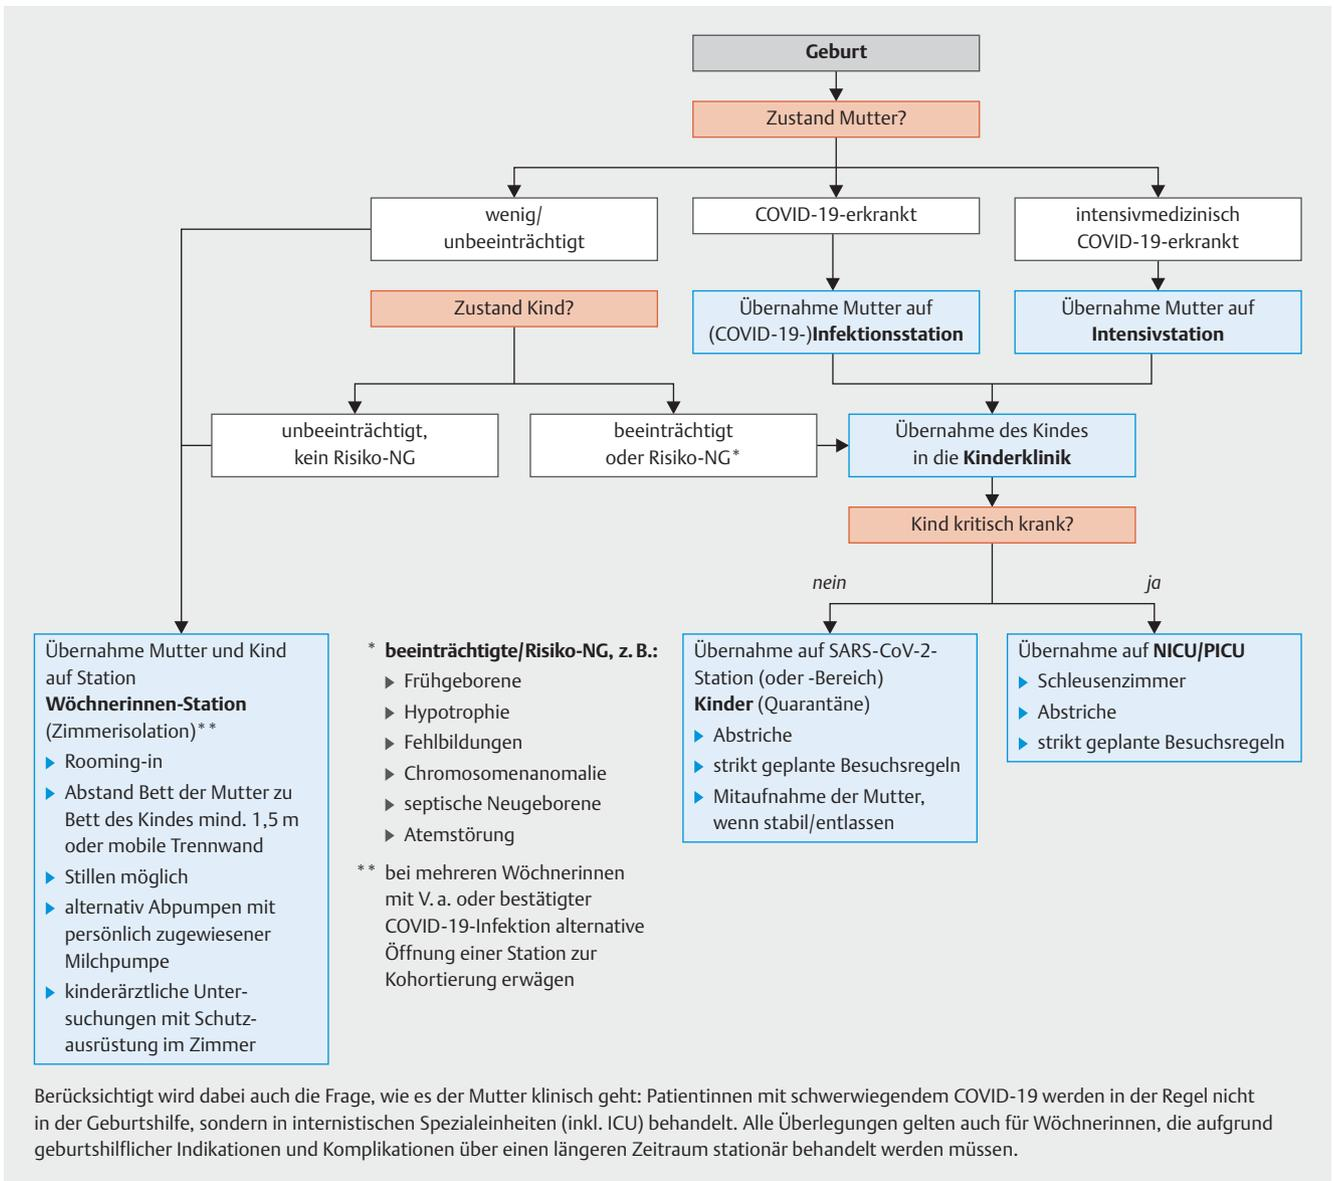 Geburt
Zustand Mutter?
wenig/
unbeeinträchtigt
COVID-19-erkrankt
intensivmedizinisch
COVID-19-erkrankt
Zustand Kind?
Übernahme Mutter auf
(COVID-19-)Infektionsstation
Übernahme Mutter auf
Intensivstation
unbeeinträchtigt,
kein Risiko-NG
beeinträchtigt
oder Risiko-NG*
Übernahme des Kindes
in die Kinderklinik
Kind kritisch krank?
nein
ja
Übernahme Mutter und Kind
auf Station
Wöchnerinnen-Station
(Zimmerisolation)**
Rooming-in
Abstand Bett der Mutter zu
Bett des Kindes mind. 1,5 m
oder mobile Trennwand
Stillen möglich
alternativ Abpumpen mit
persönlich zugewiesener
Milchpumpe
kinderärztliche Unter-
suchungen mit Schutz-
ausrüstung im Zimmer
* beeinträchtigte/Risiko-NG, z. B.:
Frühgeborene
Hypotrophie
Fehlbildungen
Chromosomenanomalie
septische Neugeborene
Atemstörung
** bei mehreren Wöchnerinnen
mit V. a. oder bestätigter
COVID-19-Infektion alternative
Öffnung einer Station zur
Kohortierung erwägen
Übernahme auf SARS-CoV-2-
Station (oder -Bereich)
Kinder (Quarantäne)
Abstriche
strikt geplante Besuchsregeln
Mitaufnahme der Mutter,
wenn stabil/entlassen
Übernahme auf NICU/PICU
Schleusenzimmer
Abstriche
strikt geplante Besuchsregeln
Berücksichtigt wird dabei auch die Frage, wie es der Mutter klinisch geht: Patientinnen mit schwerwiegendem COVID-19 werden in der Regel nicht
in der Geburtshilfe, sondern in internistischen Spezialeinheiten (inkl. ICU) behandelt. Alle Überlegungen gelten auch für Wöchnerinnen, die aufgrund
geburtshilflicher Indikationen und Komplikationen über einen längeren Zeitraum stationär behandelt werden müssen.